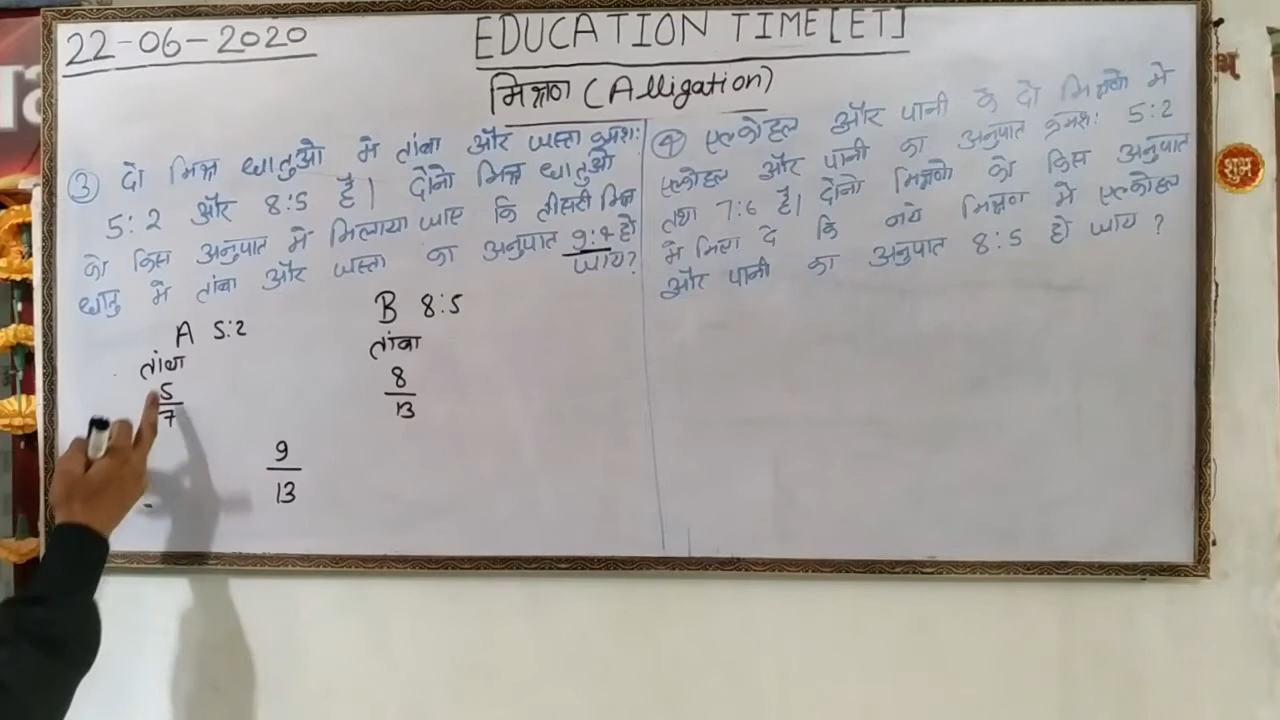 22-06-2020
EDUCATION TIME [ET]
मिश्रण (Alligation)
③ दो मिश्र धातुओ मे तांबा और जस्ता क्रमश:
5:2 और 8:5 है। दोनो मिश्र धातुओ
को किस अनुपात में मिलाया जाए कि तीसरी मिश्र
धातु मे तांबा और जस्ता का अनुपात 9:4 हो
जाय?
A 5:2
तांबा
5
7
B 8:5
तांबा
8
13
9
13
④ एल्कोहल और पानी के दो मिश्रणो मे
एल्कोहल और पानी का अनुपात क्रमश: 5:2
तथा 7:6 है। दोनो मिश्रणो को किस अनुपात
मे मिला दे कि नये मिश्रण मे एल्कोहल
और पानी का अनुपात 8:5 हो जाय ?
शुभ